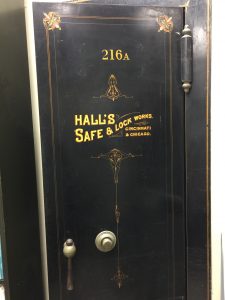 216A
HALL'S
SAFE & LOCK WORKS.
CINCINNATI
& CHICAGO.